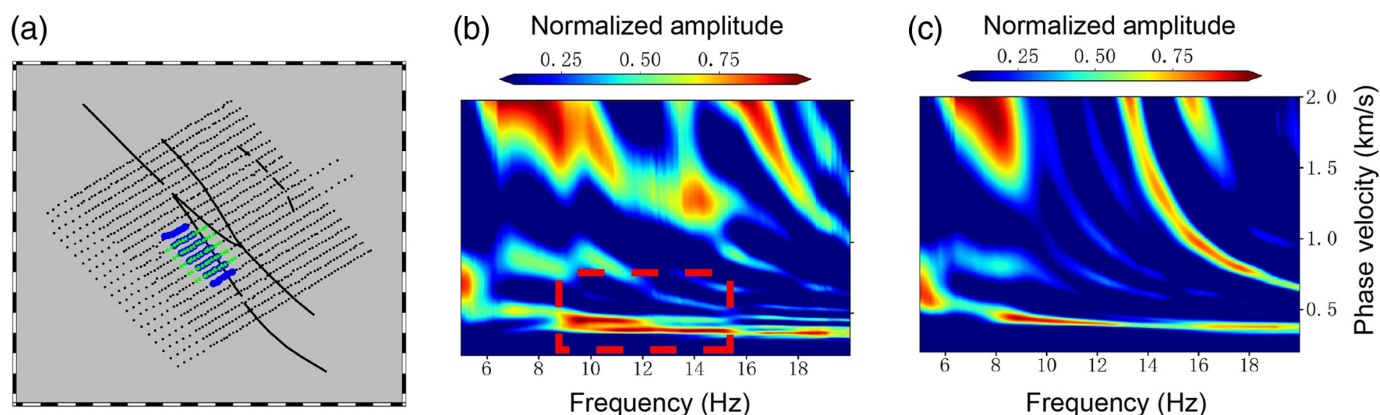 (a)
(b)
Normalized amplitude
0.25 0.50 0.75
6 8 10 12 14 16 18
Frequency (Hz)
(c)
Normalized amplitude
0.25 0.50 0.75
2.0
1.5
1.0
0.5
Phase velocity (km/s)
6 8 10 12 14 16 18
Frequency (Hz)